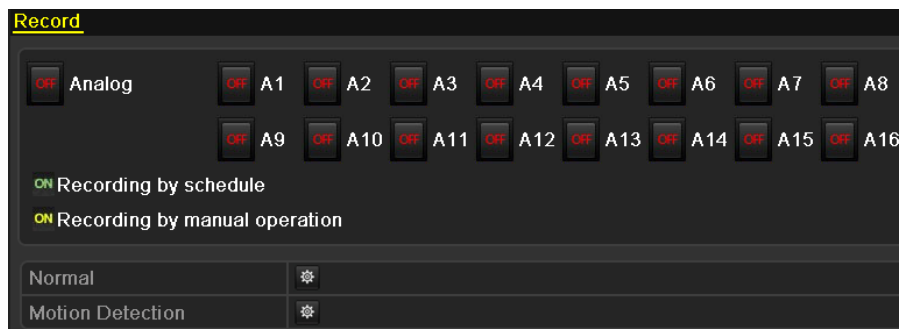 Record
OFF Analog OFF A1 OFF A2 OFF A3 OFF A4 OFF A5 OFF A6 OFF A7 OFF A8
OFF A9 OFF A10 OFF A11 OFF A12 OFF A13 OFF A14 OFF A15 OFF A16
ON Recording by schedule
ON Recording by manual operation
Normal
Motion Detection